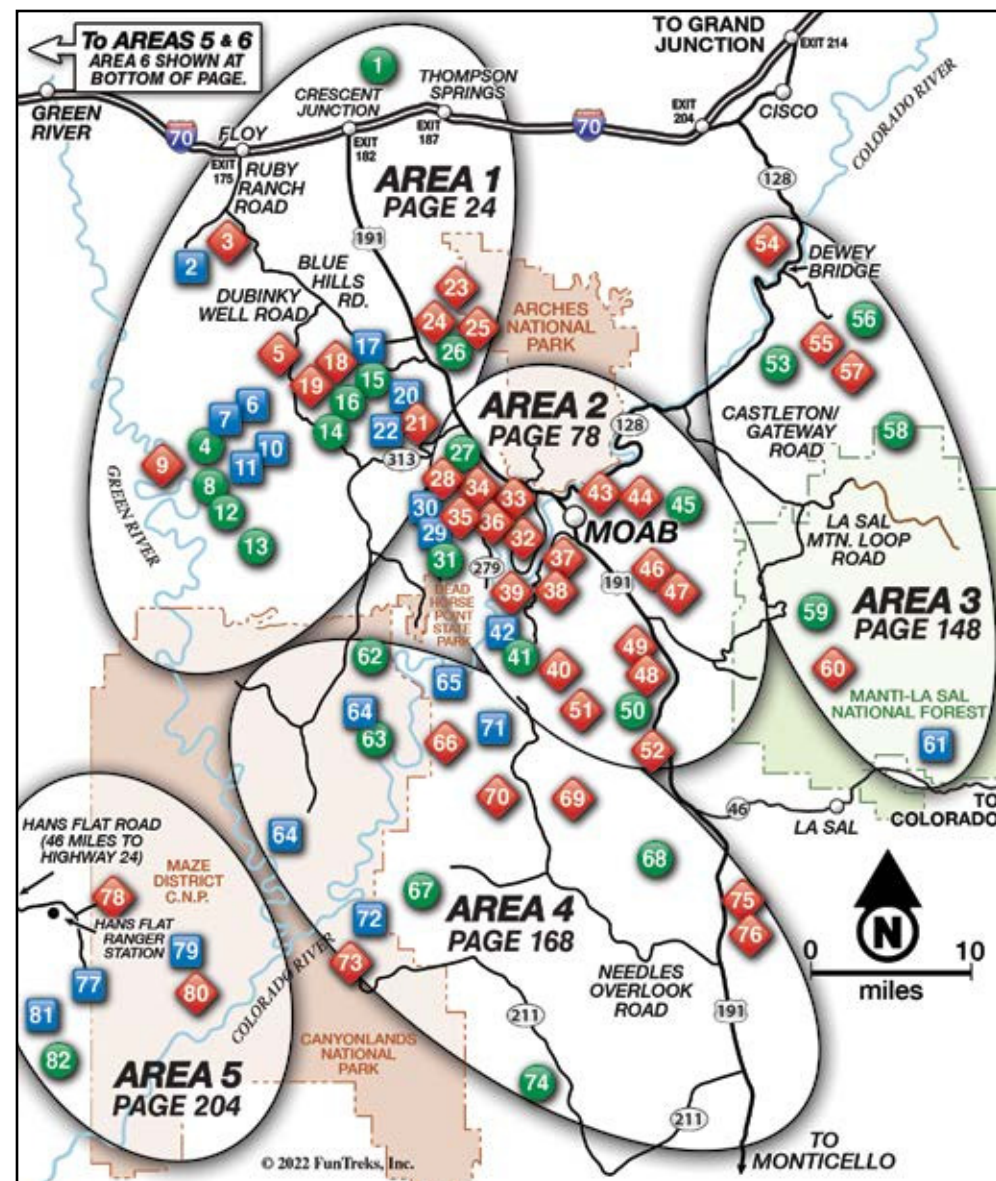 To AREAS 5 & 6
AREA 6 SHOWN AT
BOTTOM OF PAGE.
TO GRAND
JUNCTION
EXIT 214
GREEN
RIVER
70
FLOY
EXIT
175
RUBY
RANCH
ROAD
1
CRESCENT
JUNCTION
EXIT
182
THOMPSON
SPRINGS
EXIT
187
70
EXIT
204
CISCO
COLORADO RIVER
128
AREA 1
PAGE 24
191
3
2
BLUE
HILLS
RD.
DUBINKY
WELL ROAD
23
24
25
26
ARCHES
NATIONAL
PARK
54
DEWEY
BRIDGE
56
55
53
57
5
18
17
19
15
16
20
14
22
21
6
7
4
10
11
9
8
12
13
313
GREEN RIVER
AREA 2
PAGE 78
128
27
28
34
33
30
35
36
29
32
31
43
44
45
MOAB
37
279
39
38
191
46
47
DEAD
HORSE
POINT
STATE
PARK
42
41
40
49
48
51
50
52
CASTLETON/
GATEWAY
ROAD
58
LA SAL
MTN. LOOP
ROAD
59
AREA 3
PAGE 148
60
MANTI-LA SAL
NATIONAL FOREST
61
TO
COLORADO
46
LA SAL
62
65
64
63
66
71
70
69
64
68
67
AREA 4
PAGE 168
72
73
75
76
NEEDLES
OVERLOOK
ROAD
191
211
74
211
TO
MONTICELLO
N
0 10
miles
HANS FLAT ROAD
(46 MILES TO
HIGHWAY 24)
MAZE
DISTRICT
C.N.P.
78
HANS FLAT
RANGER
STATION
79
77
80
81
82
COLORADO RIVER
CANYONLANDS
NATIONAL
PARK
AREA 5
PAGE 204
© 2022 FunTreks, Inc.